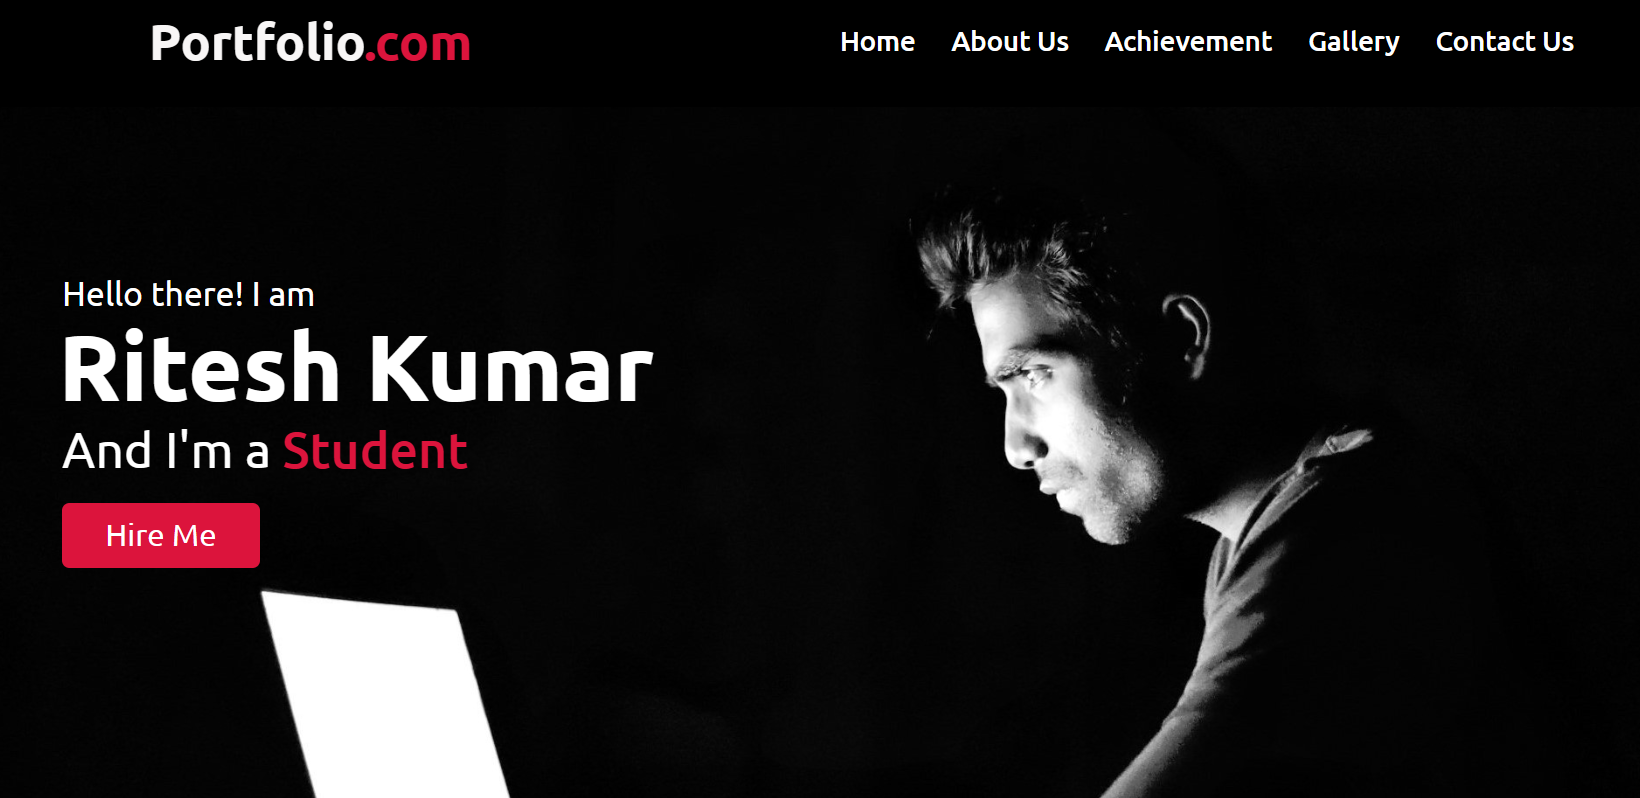 Portfolio.com
Home About Us Achievement Gallery Contact Us
Hello there! I am
Ritesh Kumar
And I'm a Student
Hire Me